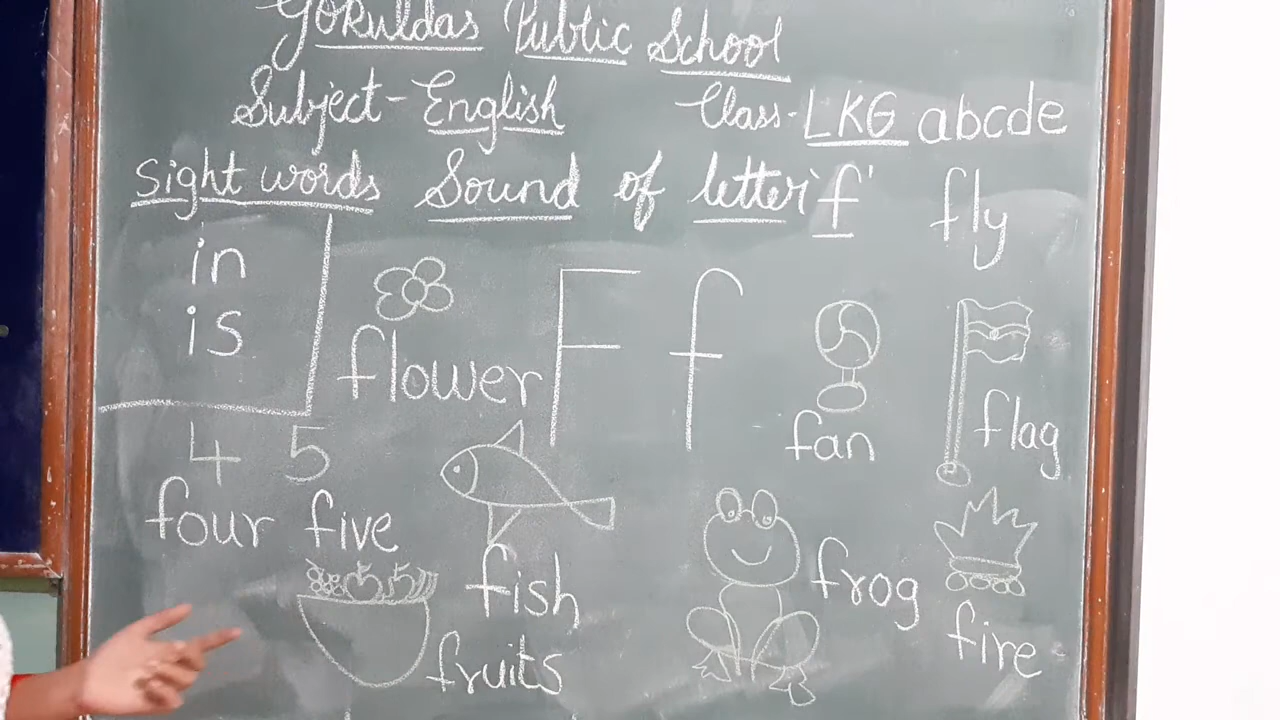 Gokuldas Public School
Subject - English Class - LKG abcde
Sight words Sound of letter 'f' fly
in
is
flower F f
fan
flag
4 5
four five
fish
frog
fruits
fire